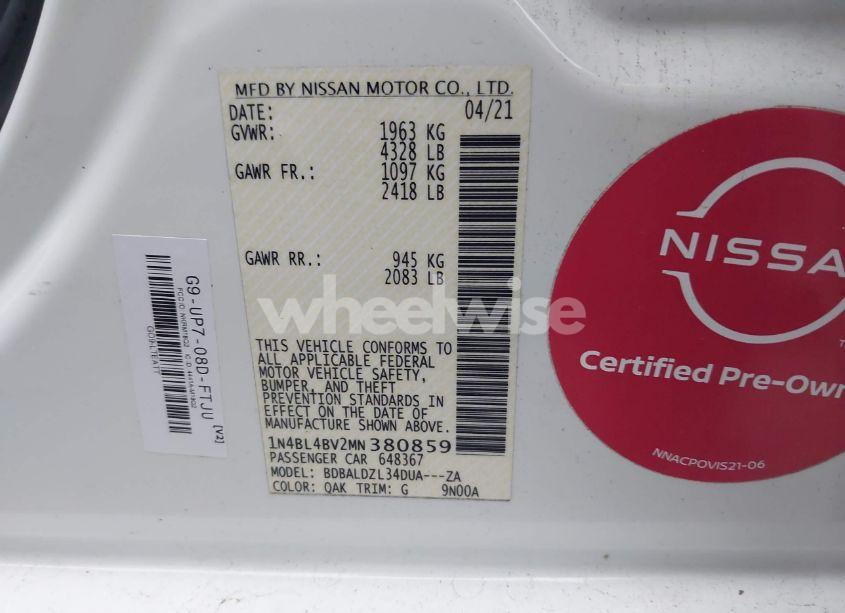 MFD BY NISSAN MOTOR CO., LTD.
DATE: 04/21
GVWR: 1963 KG
4328 LB
GAWR FR.: 1097 KG
2418 LB
GAWR RR.: 945 KG
2083 LB
THIS VEHICLE CONFORMS TO
ALL APPLICABLE FEDERAL
MOTOR VEHICLE SAFETY,
BUMPER, AND THEFT
PREVENTION STANDARDS IN
EFFECT ON THE DATE OF
MANUFACTURE SHOWN ABOVE.
1N4BL4BV2MN380859
PASSENGER CAR 648367
MODEL: BDBALDZL34DUA---ZA
COLOR: QAK TRIM: G 9N00A
G9-UP7-08D-FTJU [V2]
GO9-LTEATT
wheelwise
NISSA
Certified Pre-Own
NNACPOVIS21-06